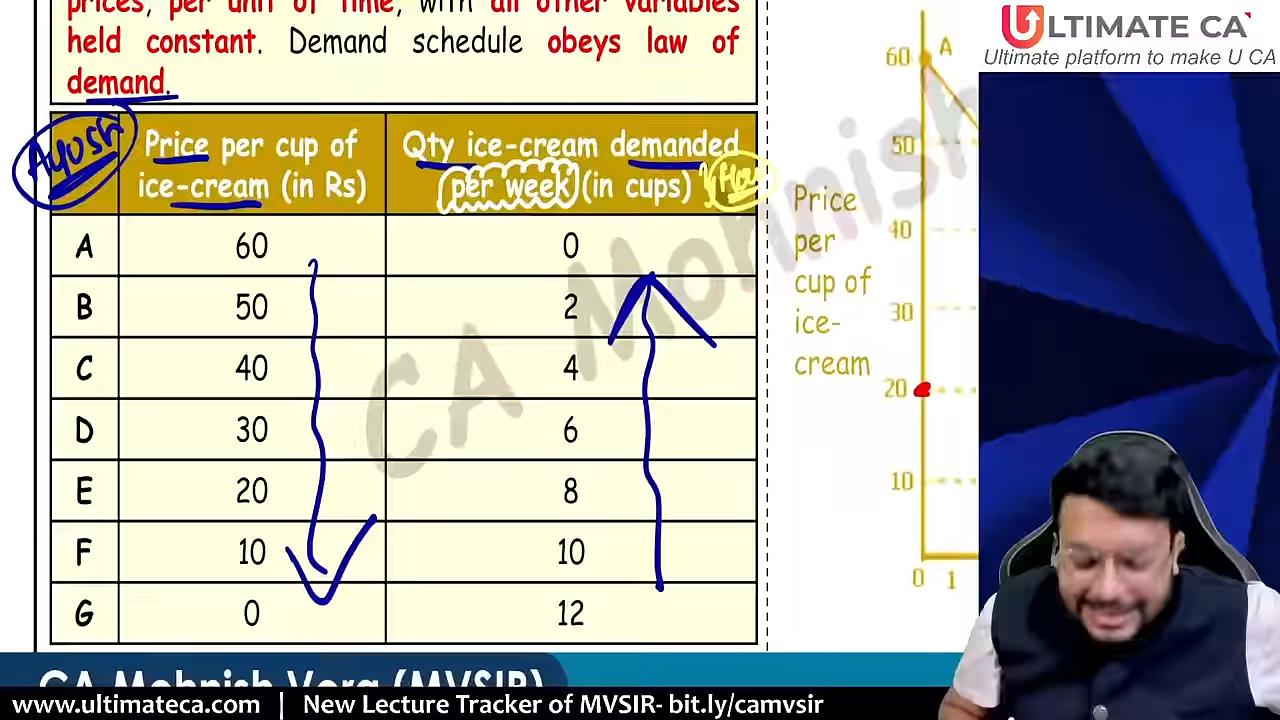 prices, per unit of time, with all other variables
held constant. Demand schedule obeys law of
demand.
Ayush
Price per cup of
ice-cream (in Rs)
Qty ice-cream demanded
per week (in cups)
A 60 0
B 50 2
C 40 4
D 30 6
E 20 8
F 10 10
G 0 12
CA Mohnish
60 A
50
40
30
20
10
0 1
Price
per
cup of
ice-
cream
ULTIMATE CA
Ultimate platform to make U CA
CA Mohnish Vora (MVSIR)
www.ultimateca.com | New Lecture Tracker of MVSIR- bit.ly/camvsir